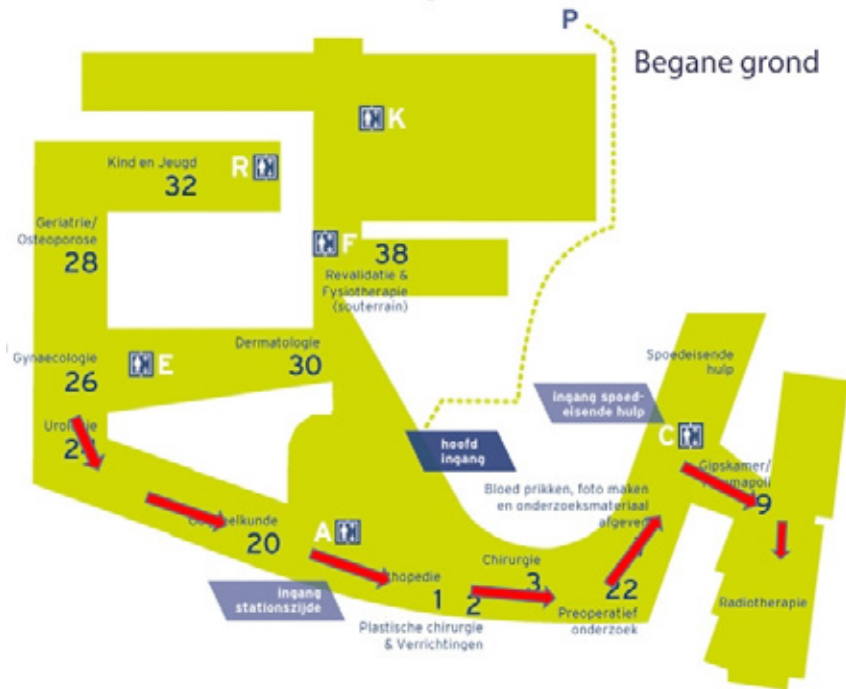 P
Begane grond
K
Kind en Jeugd
32
R
Geriatrie/
Osteoporose
28
F
38
Revalidatie &
Fysiotherapie
(souterrain)
Gynaecologie
26
E
Dermatologie
30
Spoedeisende
hulp
ingang spoed-
eisende hulp
hoofd
ingang
C
Gipskamer/
9
Bloed prikken, foto maken
en onderzoeksmateriaal
20
A
ingang
stationszijde
1
2
Plastische chirurgie
& Verrichtingen
Chirurgie
3
22
Preoperatief
onderzoek
Radiotherapie